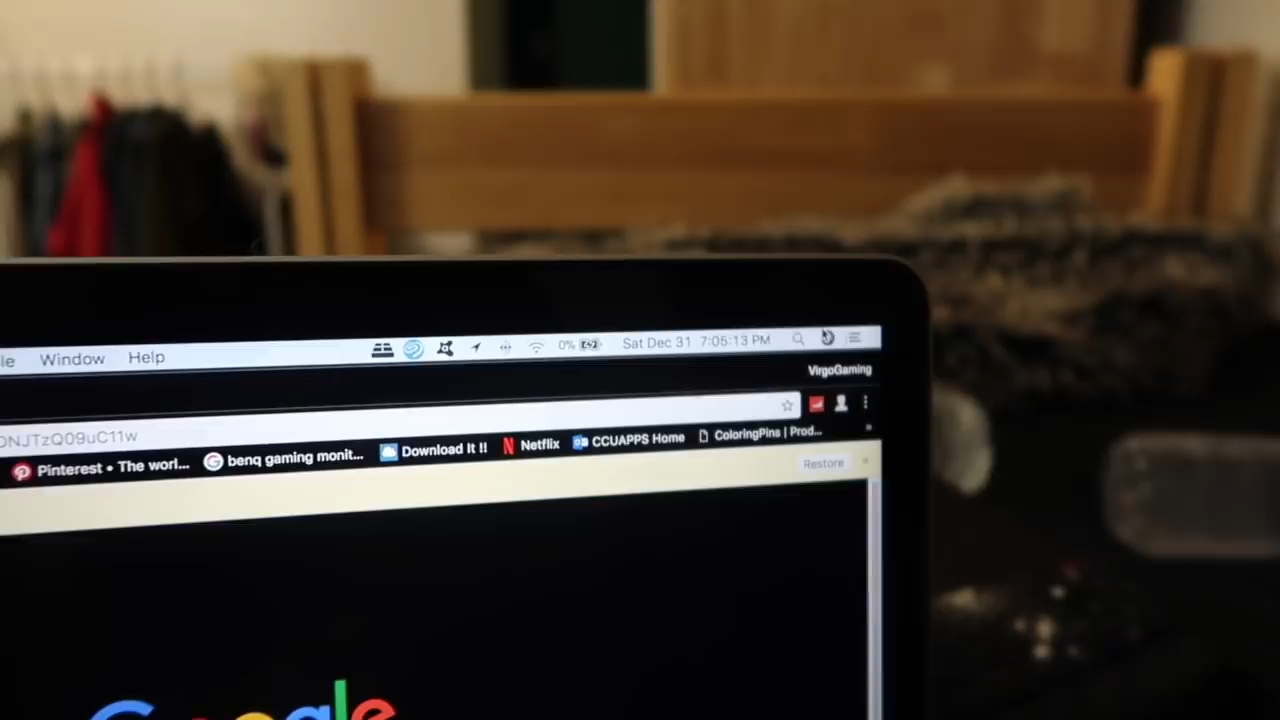 Window Help 0% Sat Dec 31 7:05:13 PM
VirgoGaming
DNJTzQ09uC11w
Pinterest • The worl... benq gaming monit... Download It !! Netflix CCUAPPS Home ColoringPins | Prod...
Restore
Google